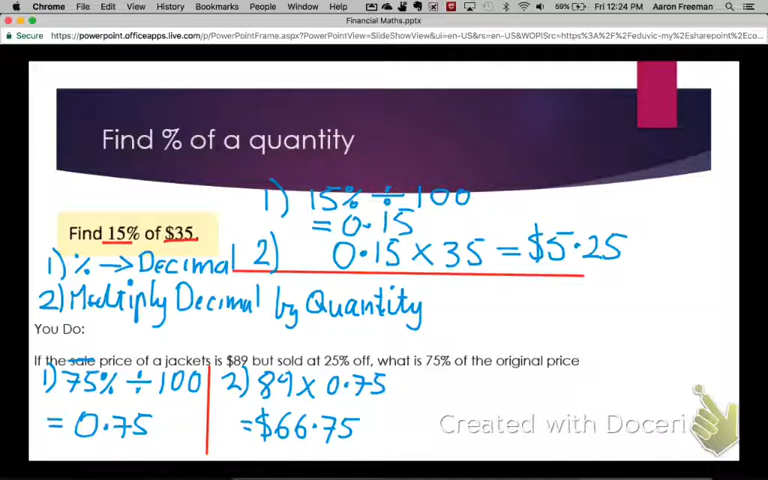 Chrome File Edit View History Bookmarks People Window Help 59% Fri 12:24 PM Aaron Freeman
Financial Maths.pptx
Secure https://powerpoint.officeapps.live.com/p/PowerPointFrame.aspx?PowerPointView=SlideShowView&ui=en-US&rs=en-US&WOPISrc=https%3A%2F%2Feduvic-my%2Esharepoint%2Eco...
Find % of a quantity
1) 15% ÷ 100
= 0.15
Find 15% of $35.
2) 0.15 x 35 = $5.25
1) % → Decimal
2) Multiply Decimal by Quantity
You Do:
If the sale price of a jackets is $89 but sold at 25% off, what is 75% of the original price
1) 75% ÷ 100
= 0.75
2) 89 x 0.75
= $66.75
Created with Doceri